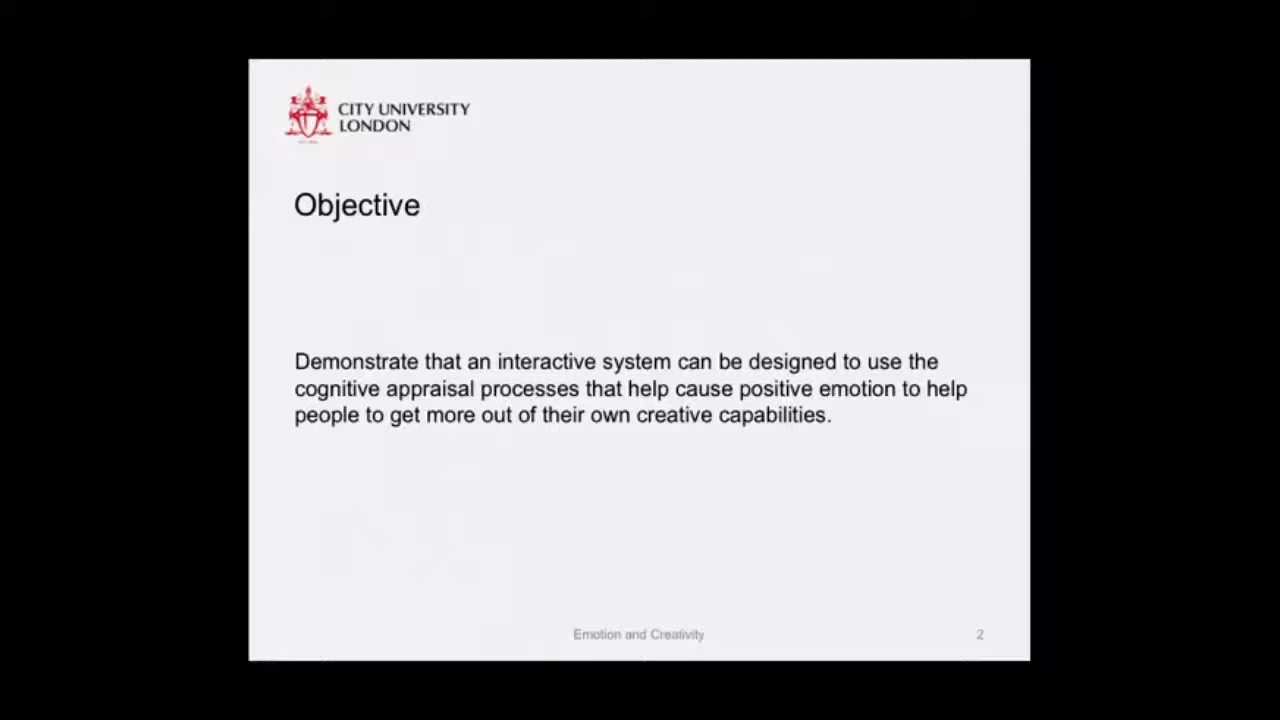 CITY UNIVERSITY
LONDON
Objective
Demonstrate that an interactive system can be designed to use the
cognitive appraisal processes that help cause positive emotion to help
people to get more out of their own creative capabilities.
Emotion and Creativity
2